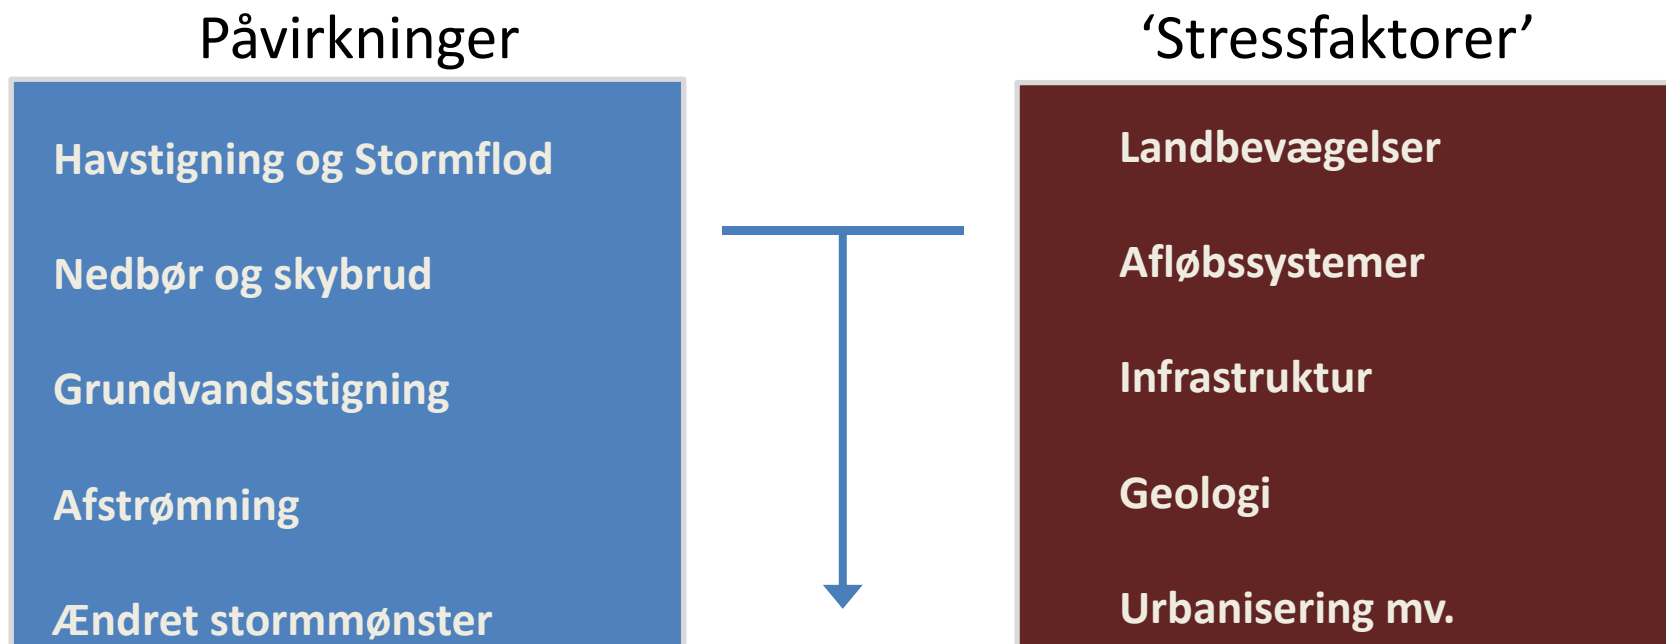 Påvirkninger
Havstigning og Stormflod
Nedbør og skybrud
Grundvandsstigning
Afstrømning
Ændret stormmønster
‘Stressfaktorer’
Landbevægelser
Afløbssystemer
Infrastruktur
Geologi
Urbanisering mv.